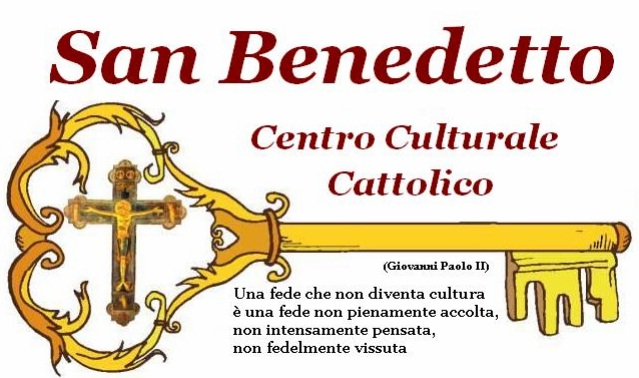 San Benedetto
Centro Culturale
Cattolico
(Giovanni Paolo II)
Una fede che non diventa cultura
è una fede non pienamente accolta,
non intensamente pensata,
non fedelmente vissuta